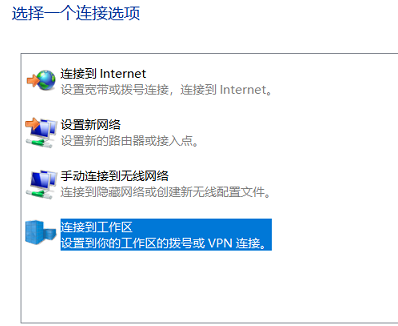 选择一个连接选项
连接到 Internet
设置宽带或拨号连接，连接到 Internet。
设置新网络
设置新的路由器或接入点。
手动连接到无线网络
连接到隐藏网络或创建新无线配置文件。
连接到工作区
设置到你的工作区的拨号或 VPN 连接。